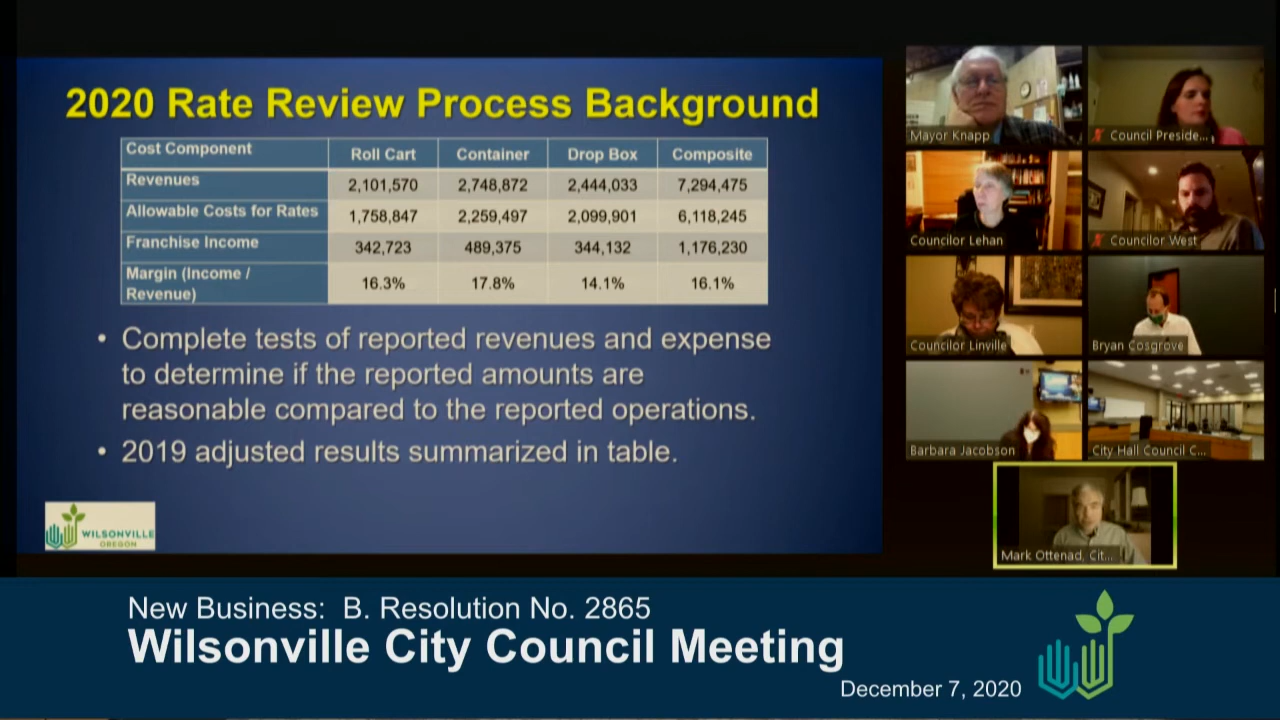 2020 Rate Review Process Background
Cost Component Roll Cart Container Drop Box Composite
Revenues 2,101,570 2,748,872 2,444,033 7,294,475
Allowable Costs for Rates 1,758,847 2,259,497 2,099,901 6,118,245
Franchise Income 342,723 489,375 344,132 1,176,230
Margin (Income /
Revenue) 16.3% 17.8% 14.1% 16.1%
• Complete tests of reported revenues and expense
to determine if the reported amounts are
reasonable compared to the reported operations.
• 2019 adjusted results summarized in table.
WILSONVILLE
OREGON
Mayor Knapp
Council Preside...
Councilor Lehan
Councilor West
Councilor Linville
Bryan Cosgrove
Barbara Jacobson
City Hall Council C...
Mark Ottenad, Cit...
New Business: B. Resolution No. 2865
Wilsonville City Council Meeting
December 7, 2020